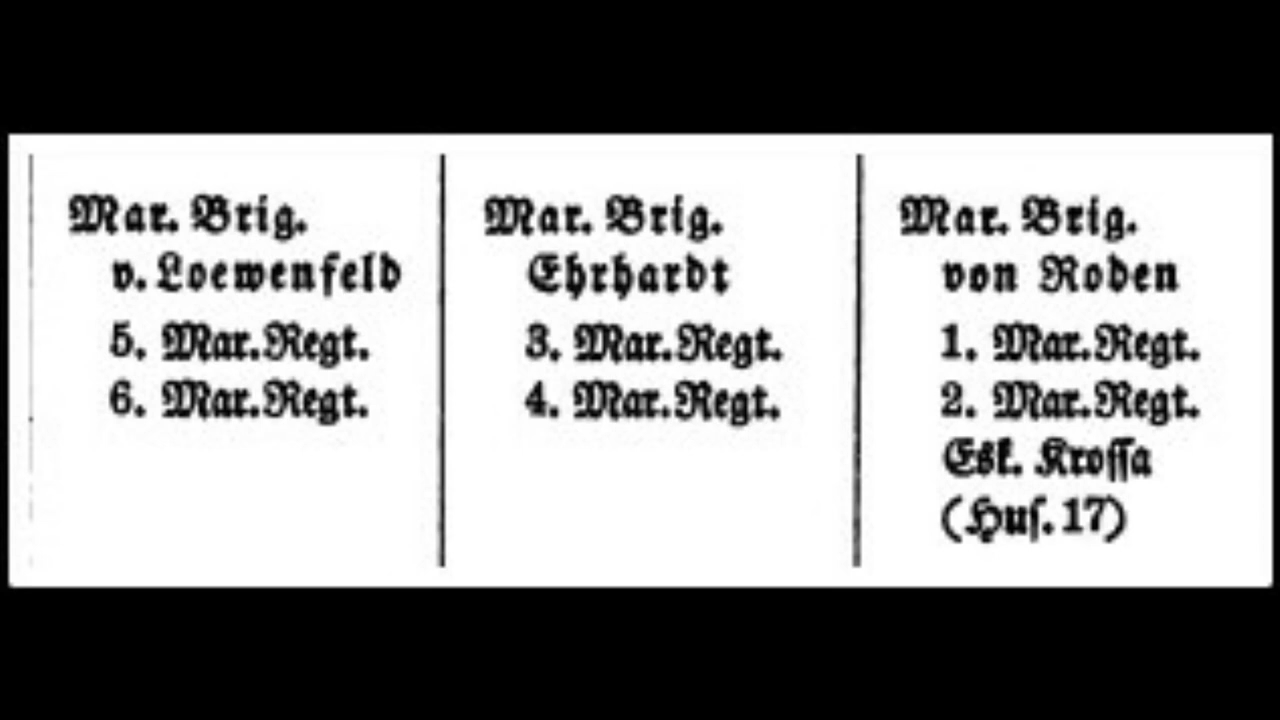 Mar. Brig.
v. Loewenfeld
5. Mar. Regt.
6. Mar. Regt.
Mar. Brig.
Ehrhardt
3. Mar. Regt.
4. Mar. Regt.
Mar. Brig.
von Roden
1. Mar. Regt.
2. Mar. Regt.
Esk. Kroſſa
(Huſ. 17)